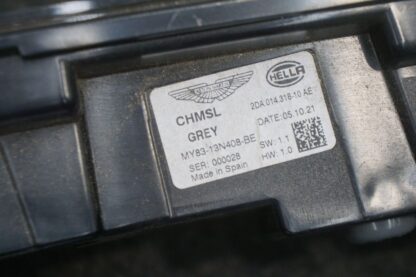 HELLA
CHMSL
GREY
MY83-13N408-BE
SER: 000028
Made in Spain
2DA 014.318-10 AE
DATE: 05.10.21
SW: 1.1
HW: 1.0